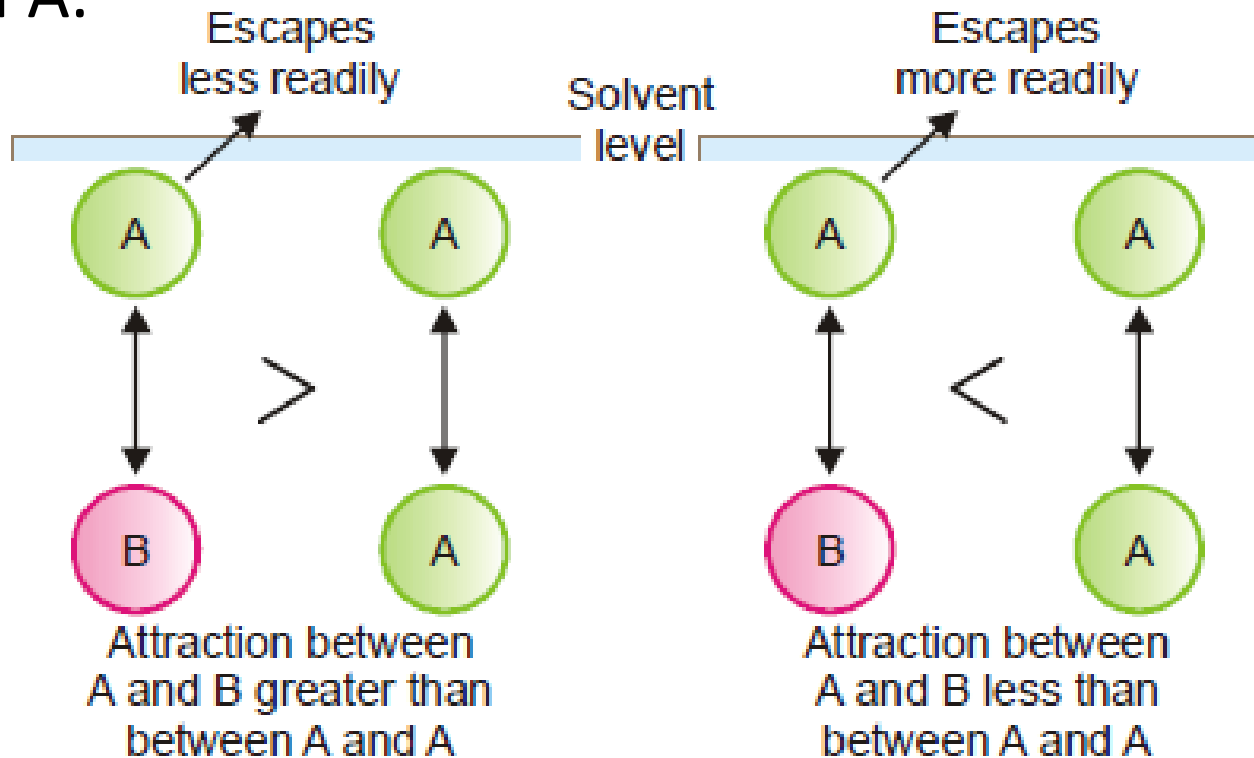 A.
Escapes
less readily
Solvent
level
Escapes
more readily
A
A
>
B
A
A
A
<
B
A
Attraction between
A and B greater than
between A and A
Attraction between
A and B less than
between A and A